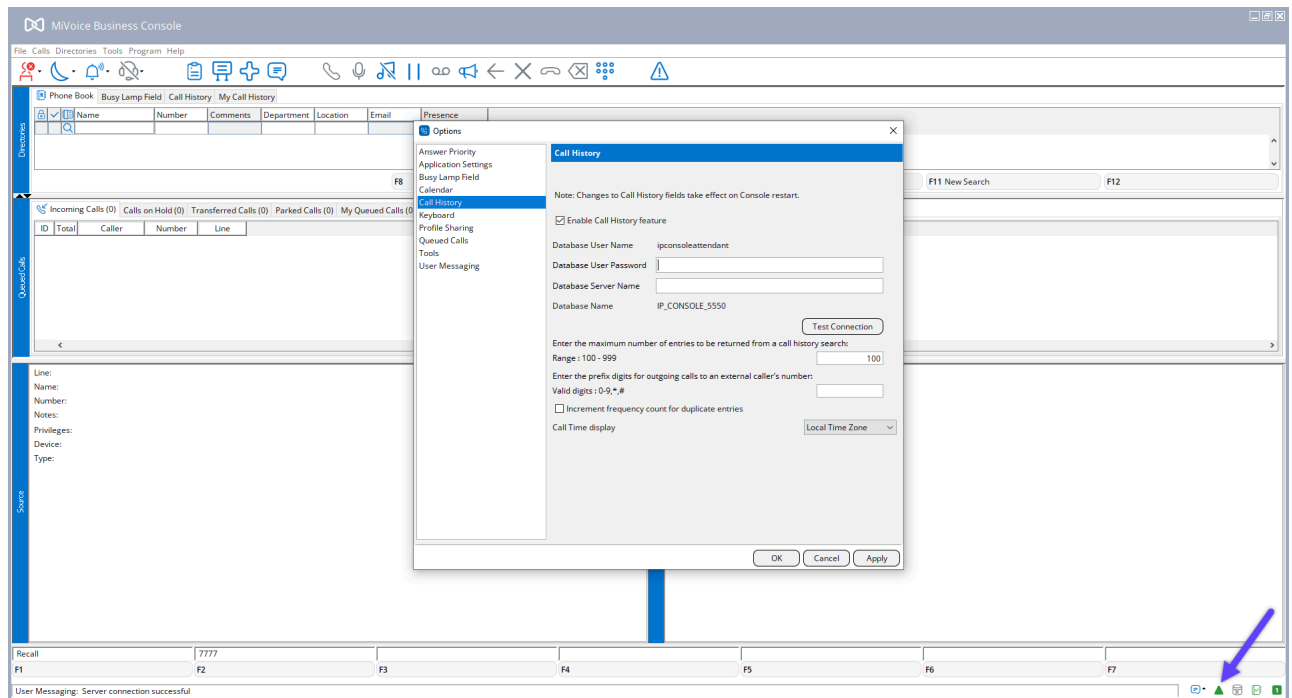 MiVoice Business Console
File Calls Directories Tools Program Help
Phone Book Busy Lamp Field Call History My Call History
Name Number Comments Department Location Email Presence
Directories
F8 F11 New Search F12
Incoming Calls (0) Calls on Hold (0) Transferred Calls (0) Parked Calls (0) My Queued Calls (0
ID Total Caller Number Line
Queued Calls
Options
Answer Priority
Application Settings
Busy Lamp Field
Calendar
Call History
Keyboard
Profile Sharing
Queued Calls
Tools
User Messaging
Call History
Note: Changes to Call History fields take effect on Console restart.
Enable Call History feature
Database User Name ipconsoleattendant
Database User Password
Database Server Name
Database Name IP_CONSOLE_5550
Test Connection
Enter the maximum number of entries to be returned from a call history search:
Range : 100 - 999 100
Enter the prefix digits for outgoing calls to an external caller's number:
Valid digits : 0-9,*,#
Increment frequency count for duplicate entries
Call Time display Local Time Zone
OK Cancel Apply
Line:
Name:
Number:
Notes:
Privileges:
Device:
Type:
Source
Recall 7777
F1 F2 F3 F4 F5 F6 F7
User Messaging: Server connection successful 1